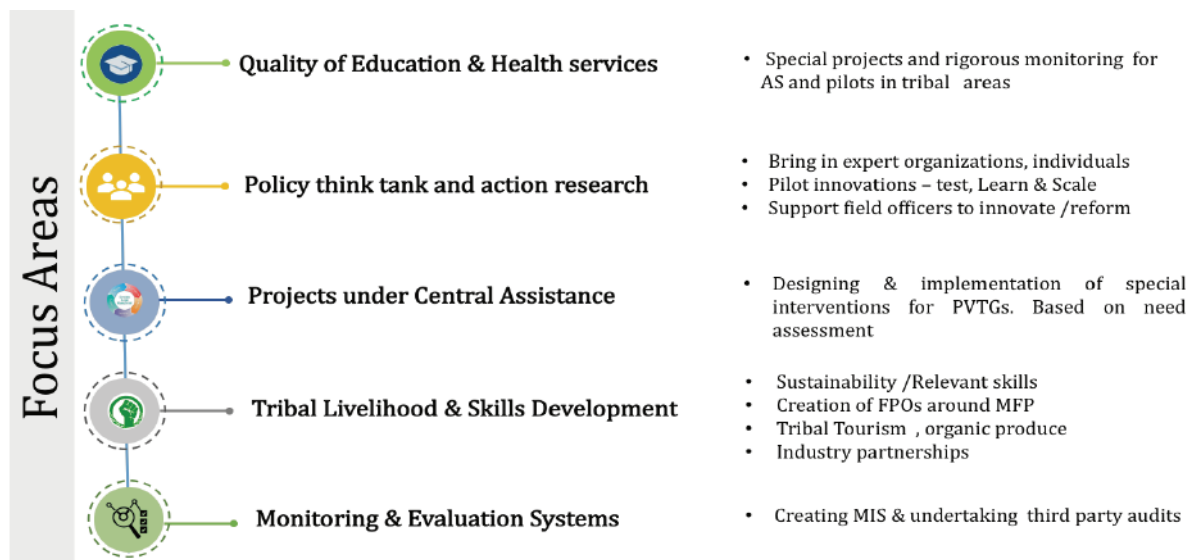 Focus Areas
Quality of Education & Health services
• Special projects and rigorous monitoring for
AS and pilots in tribal areas
Policy think tank and action research
• Bring in expert organizations, individuals
• Pilot innovations – test, Learn & Scale
• Support field officers to innovate /reform
Projects under Central Assistance
• Designing & implementation of special
interventions for PVTGs. Based on need
assessment
Tribal Livelihood & Skills Development
• Sustainability /Relevant skills
• Creation of FPOs around MFP
• Tribal Tourism , organic produce
• Industry partnerships
Monitoring & Evaluation Systems
• Creating MIS & undertaking third party audits